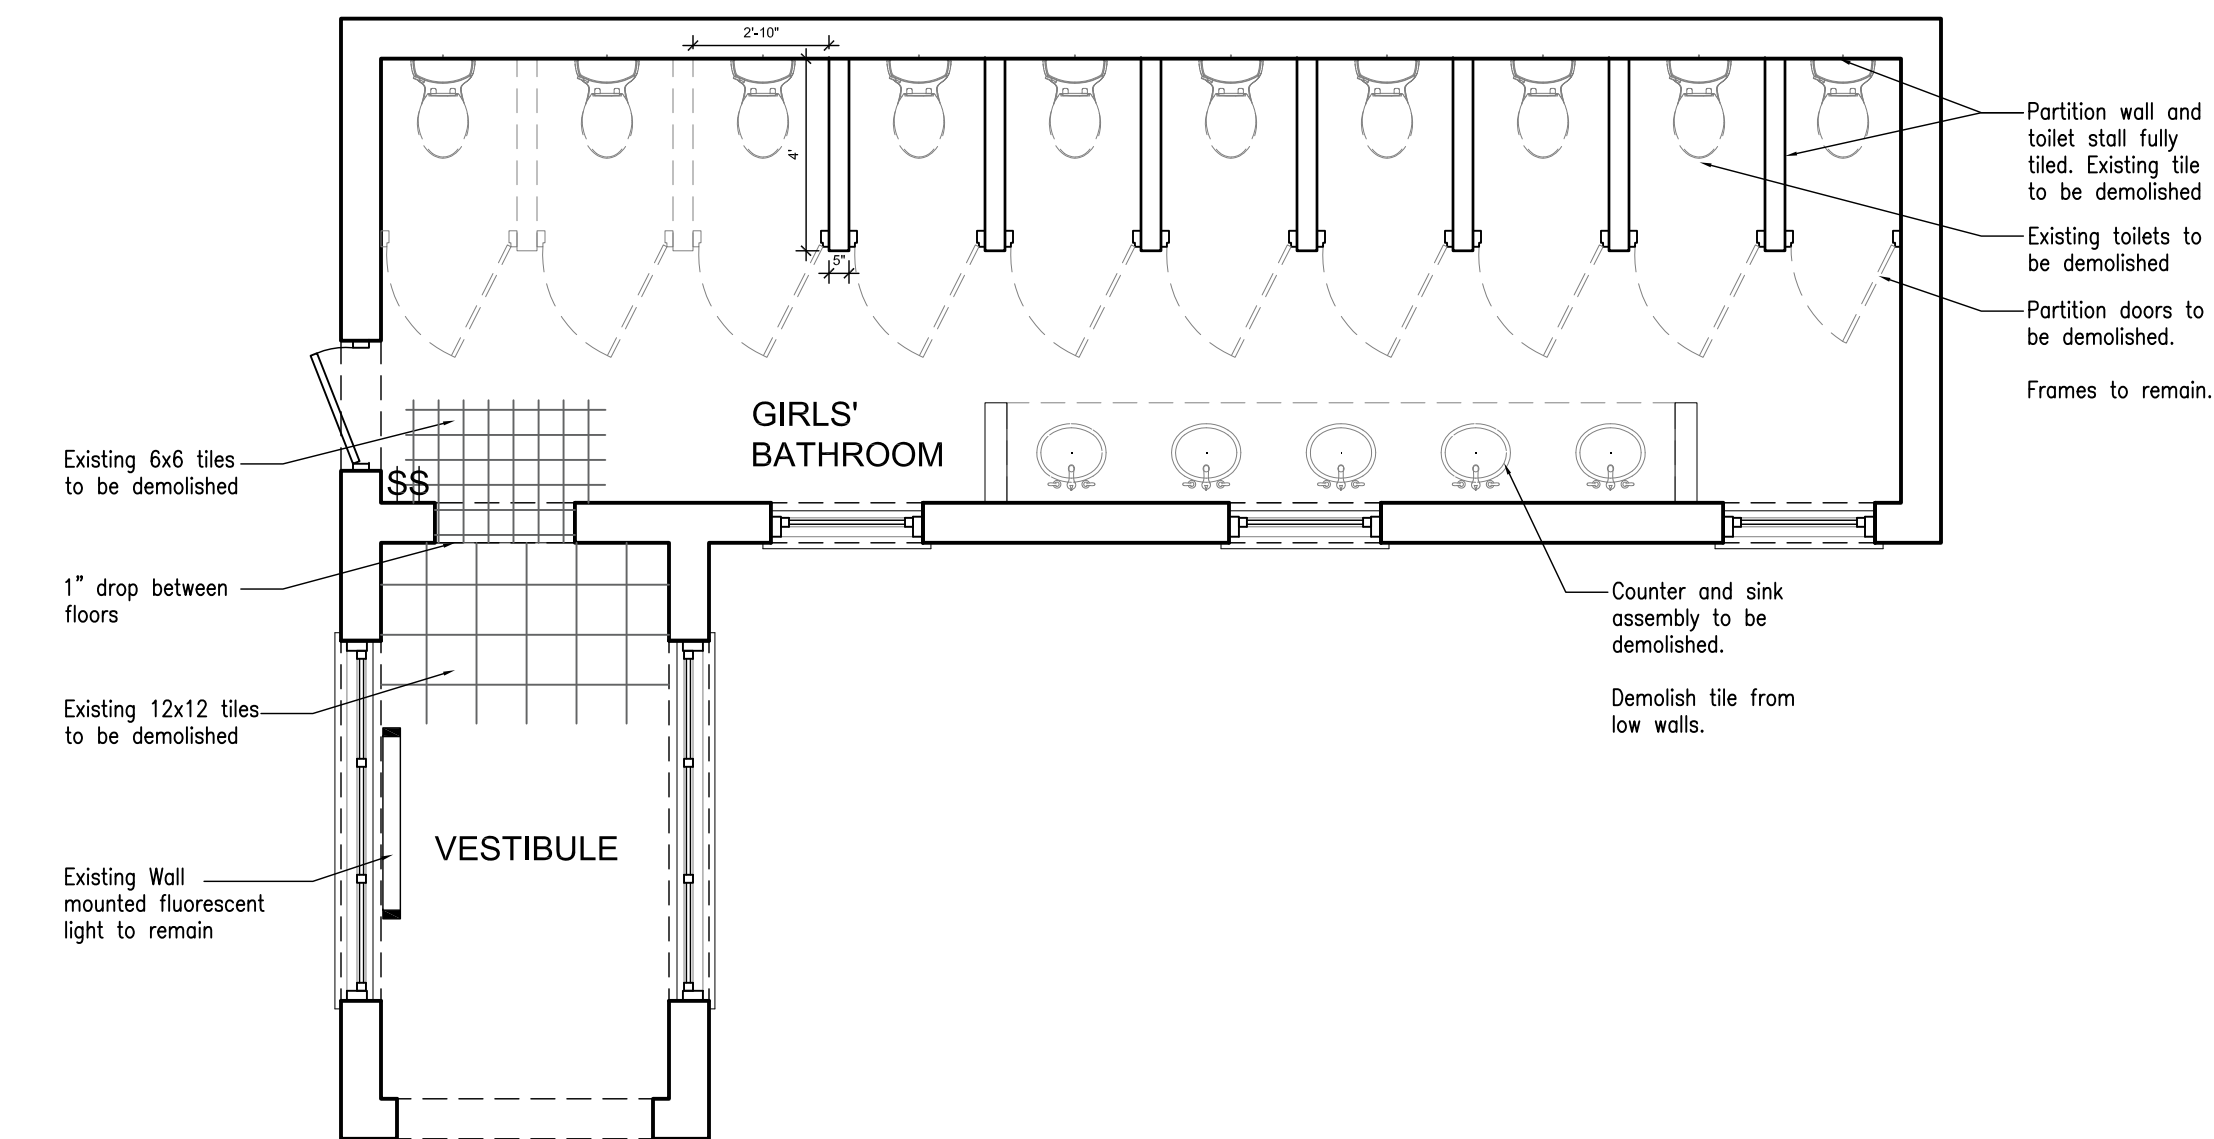 2'-10"
4'
5"
Partition wall and
toilet stall fully
tiled. Existing tile
to be demolished
Existing toilets to
be demolished
Partition doors to
be demolished.
Frames to remain.
GIRLS'
BATHROOM
Existing 6x6 tiles
to be demolished
SS
1” drop between
floors
Counter and sink
assembly to be
demolished.
Demolish tile from
low walls.
Existing 12x12 tiles
to be demolished
VESTIBULE
Existing Wall
mounted fluorescent
light to remain